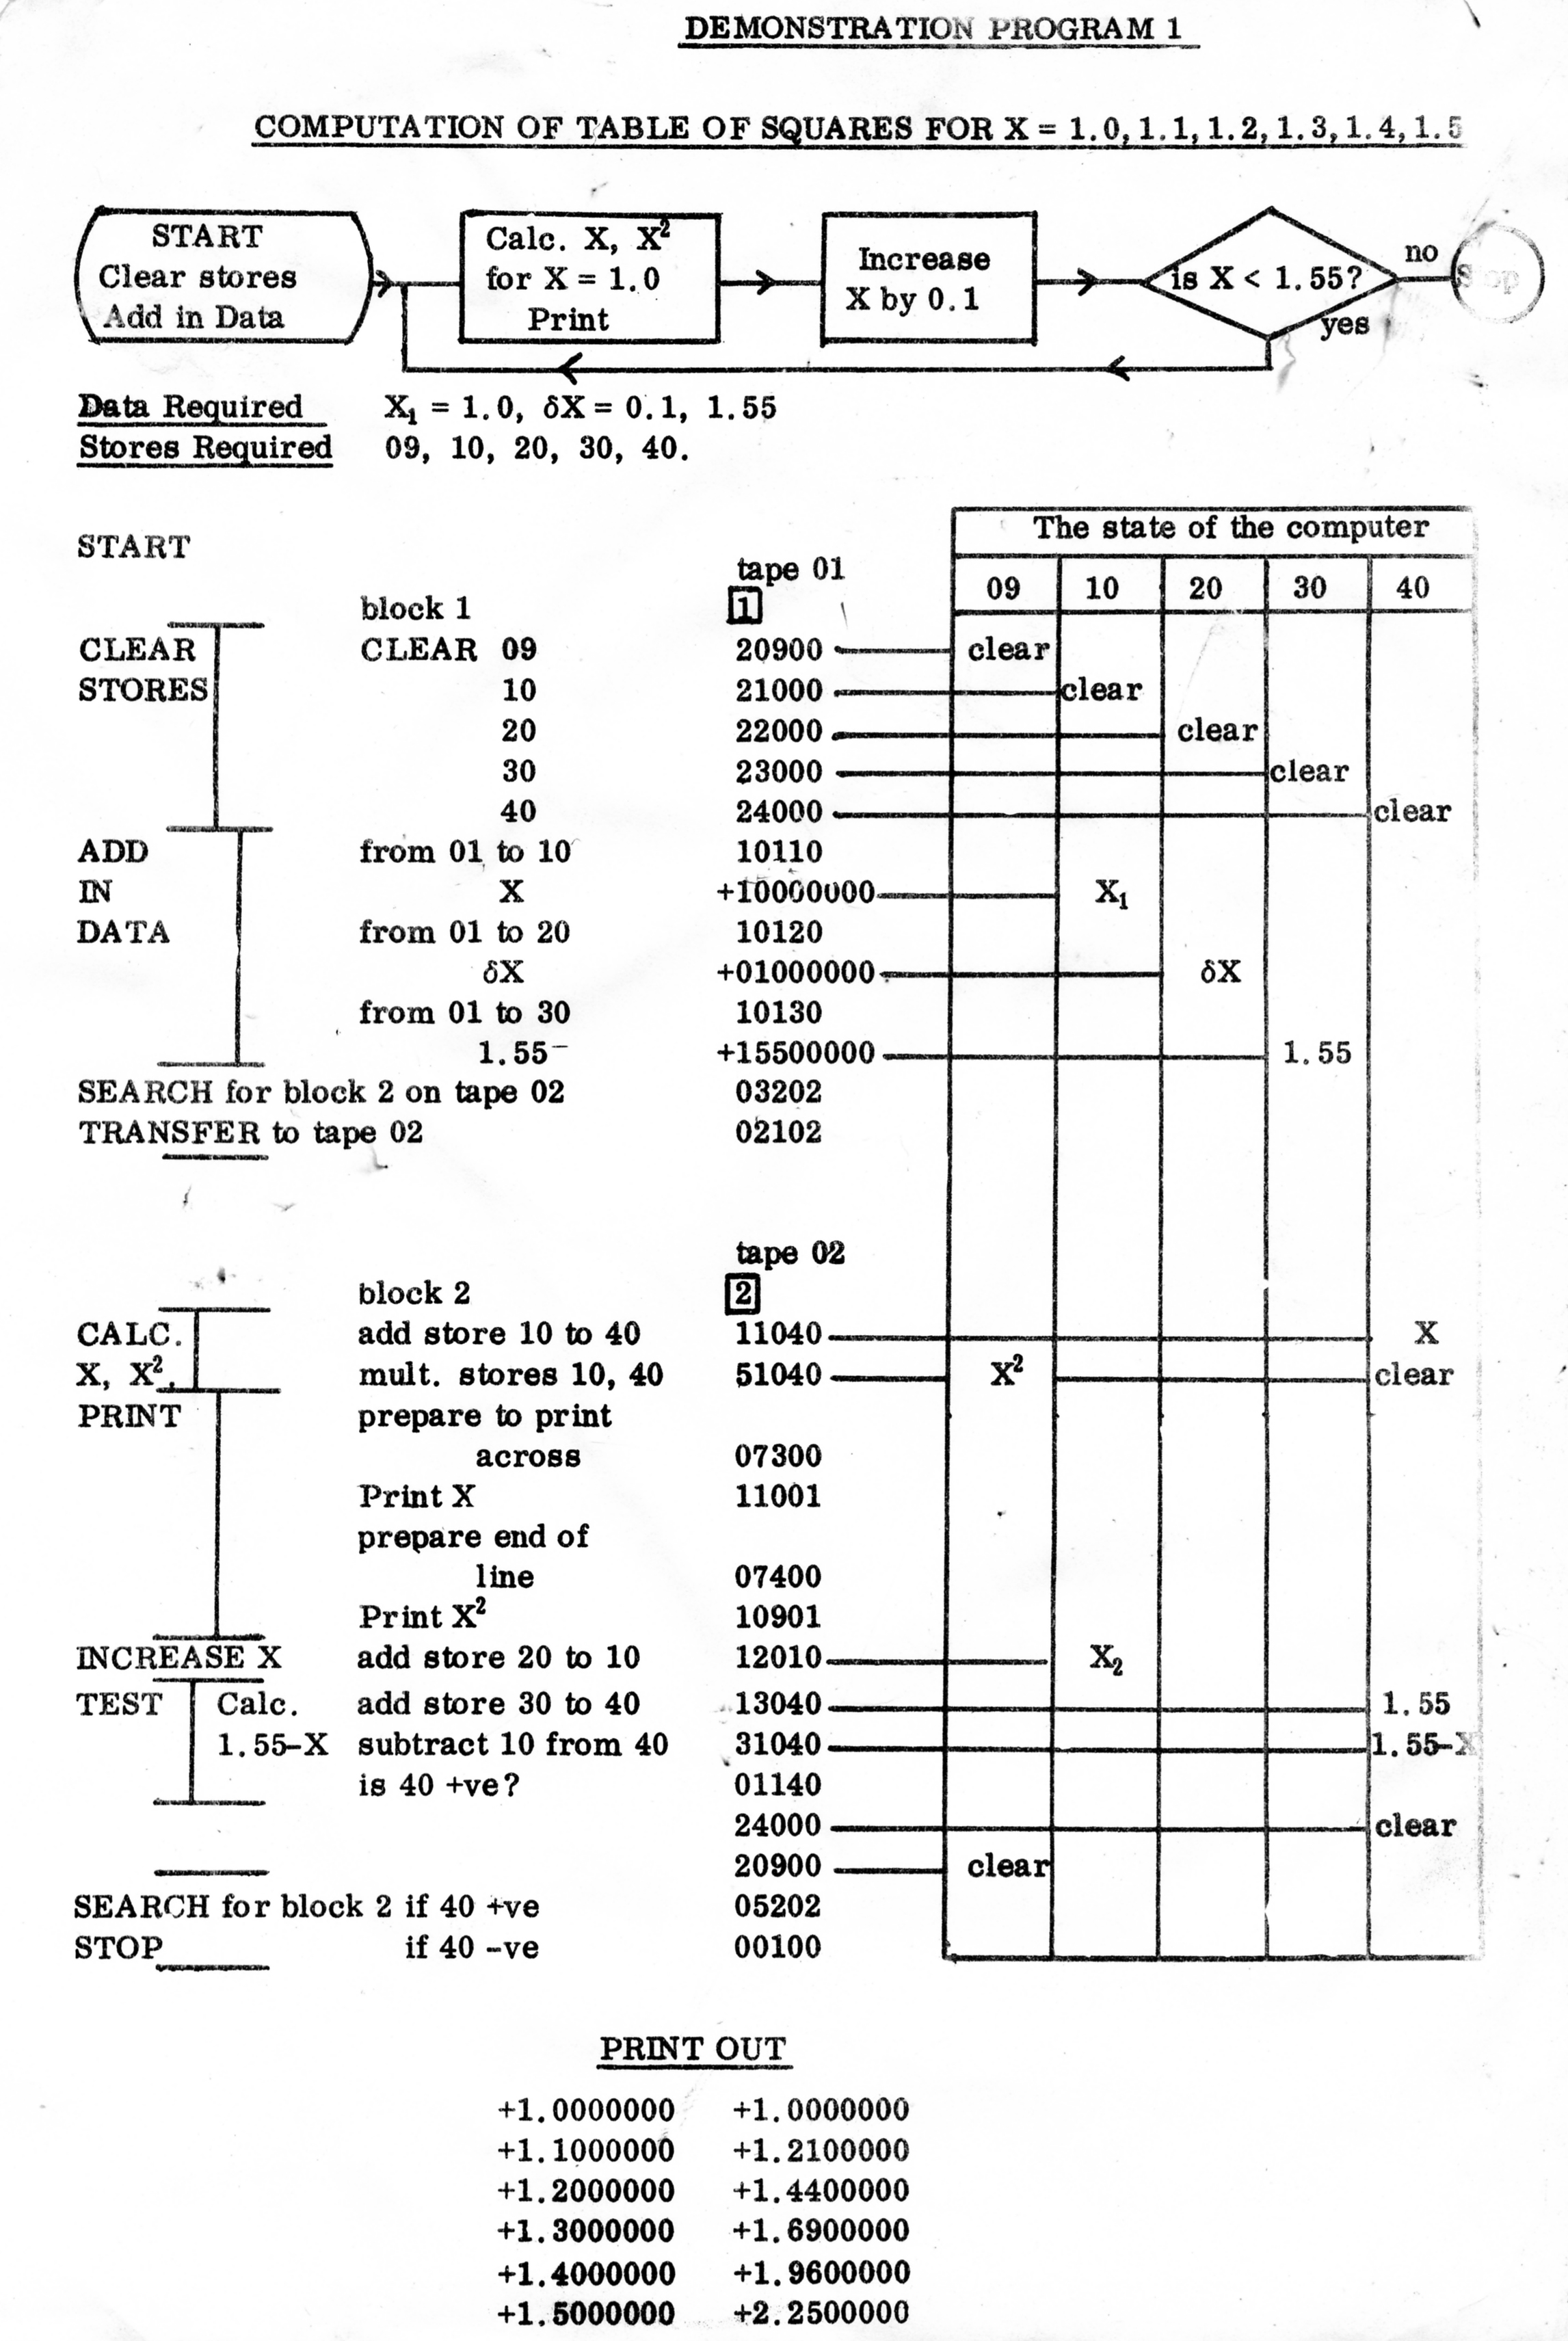 DEMONSTRATION PROGRAM 1
COMPUTATION OF TABLE OF SQUARES FOR X = 1.0, 1.1, 1.2, 1.3, 1.4, 1.5
START
Clear stores
Add in Data
Calc. X, X²
for X = 1.0
Print
Increase
X by 0.1
is X < 1.55?
no
Stop
yes
Data Required X₁ = 1.0, δX = 0.1, 1.55
Stores Required 09, 10, 20, 30, 40.
The state of the computer
START
tape 01
09 10 20 30 40
block 1 1
CLEAR CLEAR 09 20900 clear
STORES 10 21000 clear
20 22000 clear
30 23000 clear
40 24000 clear
ADD from 01 to 10 10110
IN X +10000000 X₁
DATA from 01 to 20 10120
δX +01000000 δX
from 01 to 30 10130
1.55 +15500000 1.55
SEARCH for block 2 on tape 02 03202
TRANSFER to tape 02 02102
tape 02
block 2 2
CALC. add store 10 to 40 11040 X
X, X², mult. stores 10, 40 51040 X² clear
PRINT prepare to print
across 07300
Print X 11001
prepare end of
line 07400
Print X² 10901
INCREASE X add store 20 to 10 12010 X₂
TEST Calc. add store 30 to 40 13040 1.55
1.55-X subtract 10 from 40 31040 1.55-X
is 40 +ve? 01140
24000 clear
20900 clear
SEARCH for block 2 if 40 +ve 05202
STOP if 40 -ve 00100
PRINT OUT
+1.0000000 +1.0000000
+1.1000000 +1.2100000
+1.2000000 +1.4400000
+1.3000000 +1.6900000
+1.4000000 +1.9600000
+1.5000000 +2.2500000